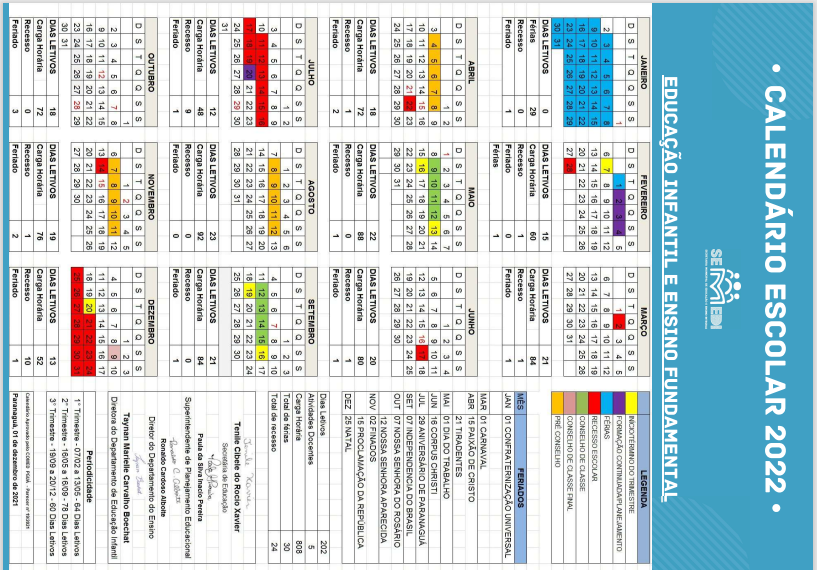 • CALENDÁRIO ESCOLAR 2022 •
EDUCAÇÃO INFANTIL E ENSINO FUNDAMENTAL
SEMEDI
JANEIRO
D S T Q Q S S
1
2 3 4 5 6 7 8
9 10 11 12 13 14 15
16 17 18 19 20 21 22
23 24 25 26 27 28 29
30 31
DIAS LETIVOS 0
Férias 29
Recesso 0
Feriado 1
FEVEREIRO
D S T Q Q S S
1 2 3 4 5
6 7 8 9 10 11 12
13 14 15 16 17 18 19
20 21 22 23 24 25 26
27 28
DIAS LETIVOS 15
Carga Horária 60
Recesso 1
Feriado 0
Férias 1
MARÇO
D S T Q Q S S
1 2 3 4 5
6 7 8 9 10 11 12
13 14 15 16 17 18 19
20 21 22 23 24 25 26
27 28 29 30 31
DIAS LETIVOS 21
Carga Horária 84
Recesso 1
Feriado 1
LEGENDA
INÍCIO/TÉRMINO DO TRIMESTRE
FORMAÇÃO CONTINUADA/PLANEJAMENTO
FÉRIAS
RECESSO ESCOLAR
CONSELHO DE CLASSE
CONSELHO DE CLASSE FINAL
PRÉ CONSELHO
ABRIL
D S T Q Q S S
1 2
3 4 5 6 7 8 9
10 11 12 13 14 15 16
17 18 19 20 21 22 23
24 25 26 27 28 29 30
DIAS LETIVOS 18
Carga Horária 72
Recesso 1
Feriado 2
MAIO
D S T Q Q S S
1 2 3 4 5 6 7
8 9 10 11 12 13 14
15 16 17 18 19 20 21
22 23 24 25 26 27 28
29 30 31
DIAS LETIVOS 22
Carga Horária 88
Recesso 0
Feriado 1
JUNHO
D S T Q Q S S
1 2 3 4
5 6 7 8 9 10 11
12 13 14 15 16 17 18
19 20 21 22 23 24 25
26 27 28 29 30
DIAS LETIVOS 20
Carga Horária 80
Recesso 1
Feriado 1
MÊS FERIADOS
JAN 01 CONFRATERNIZAÇÃO UNIVERSAL
MAR 01 CARNAVAL
ABR 15 PAIXÃO DE CRISTO
21 TIRADENTES
MAI 01 DIA DO TRABALHO
JUN 16 CORPUS CHRISTI
JUL 29 ANIVERSÁRIO DE PARANAGUÁ
SET 07 INDEPENDÊNCIA DO BRASIL
OUT 07 NOSSA SENHORA DO ROSÁRIO
12 NOSSA SENHORA APARECIDA
NOV 02 FINADOS
15 PROCLAMAÇÃO DA REPÚBLICA
DEZ 25 NATAL
JULHO
D S T Q Q S S
1 2
3 4 5 6 7 8 9
10 11 12 13 14 15 16
17 18 19 20 21 22 23
24 25 26 27 28 29 30
31
DIAS LETIVOS 12
Carga Horária 48
Recesso 9
Feriado 1
AGOSTO
D S T Q Q S S
1 2 3 4 5 6
7 8 9 10 11 12 13
14 15 16 17 18 19 20
21 22 23 24 25 26 27
28 29 30 31
DIAS LETIVOS 23
Carga Horária 92
Recesso 0
Feriado 0
SETEMBRO
D S T Q Q S S
1 2 3
4 5 6 7 8 9 10
11 12 13 14 15 16 17
18 19 20 21 22 23 24
25 26 27 28 29 30
DIAS LETIVOS 21
Carga Horária 84
Recesso 0
Feriado 1
Dias Letivos 202
Atividades Docentes 5
Carga Horária 808
Total de férias 30
Total de recesso 24
Tenile Cibele do Rocio Xavier
Secretária de Educação
Paula da Silva Inácio Pereira
Superintendente de Planejamento Educacional
Ronaldo Cardoso Alboite
Diretor do Departamento do Ensino
Taynan Marielle Carvalho Boechat
Diretora do Departamento de Educação Infantil
OUTUBRO
D S T Q Q S S
1
2 3 4 5 6 7 8
9 10 11 12 13 14 15
16 17 18 19 20 21 22
23 24 25 26 27 28 29
30 31
DIAS LETIVOS 18
Carga Horária 72
Recesso 0
Feriado 3
NOVEMBRO
D S T Q Q S S
1 2 3 4 5
6 7 8 9 10 11 12
13 14 15 16 17 18 19
20 21 22 23 24 25 26
27 28 29 30
DIAS LETIVOS 19
Carga Horária 76
Recesso 1
Feriado 2
DEZEMBRO
D S T Q Q S S
1 2 3
4 5 6 7 8 9 10
11 12 13 14 15 16 17
18 19 20 21 22 23 24
25 26 27 28 29 30 31
DIAS LETIVOS 13
Carga Horária 52
Recesso 10
Feriado 1
Periodicidade
1° Trimestre - 07/02 a 13/05 - 64 Dias Letivos
2° Trimestre - 16/05 a 16/09 - 78 Dias Letivos
3° Trimestre - 19/09 a 20/12 - 60 Dias Letivos
Paranaguá, 01 de dezembro de 2021